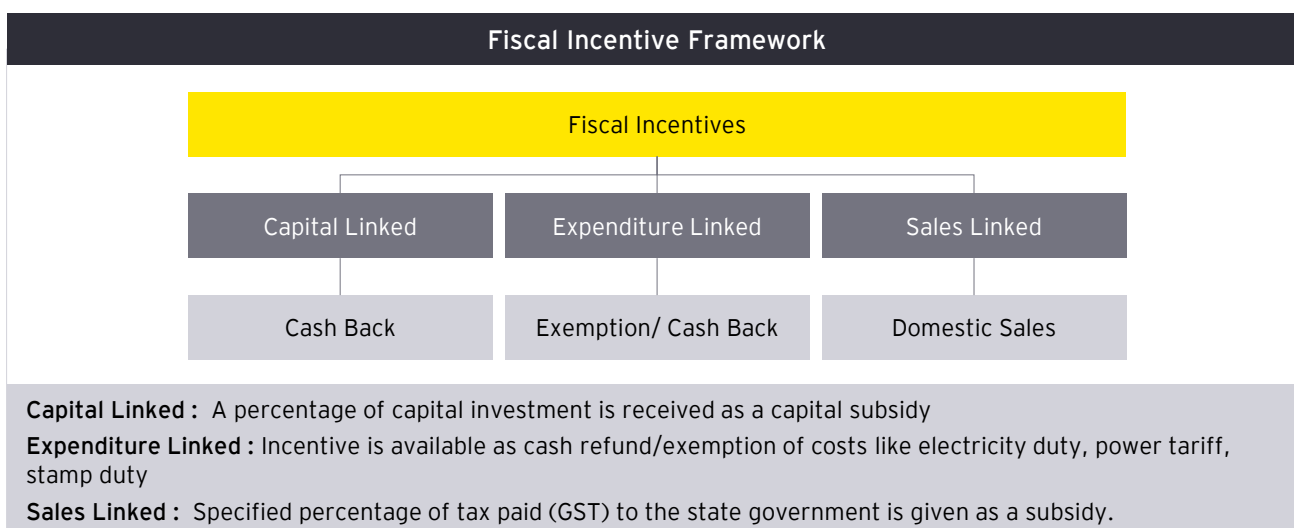 Fiscal Incentive Framework
Fiscal Incentives
Capital Linked
Expenditure Linked
Sales Linked
Cash Back
Exemption/ Cash Back
Domestic Sales
Capital Linked : A percentage of capital investment is received as a capital subsidy
Expenditure Linked : Incentive is available as cash refund/exemption of costs like electricity duty, power tariff,
stamp duty
Sales Linked : Specified percentage of tax paid (GST) to the state government is given as a subsidy.